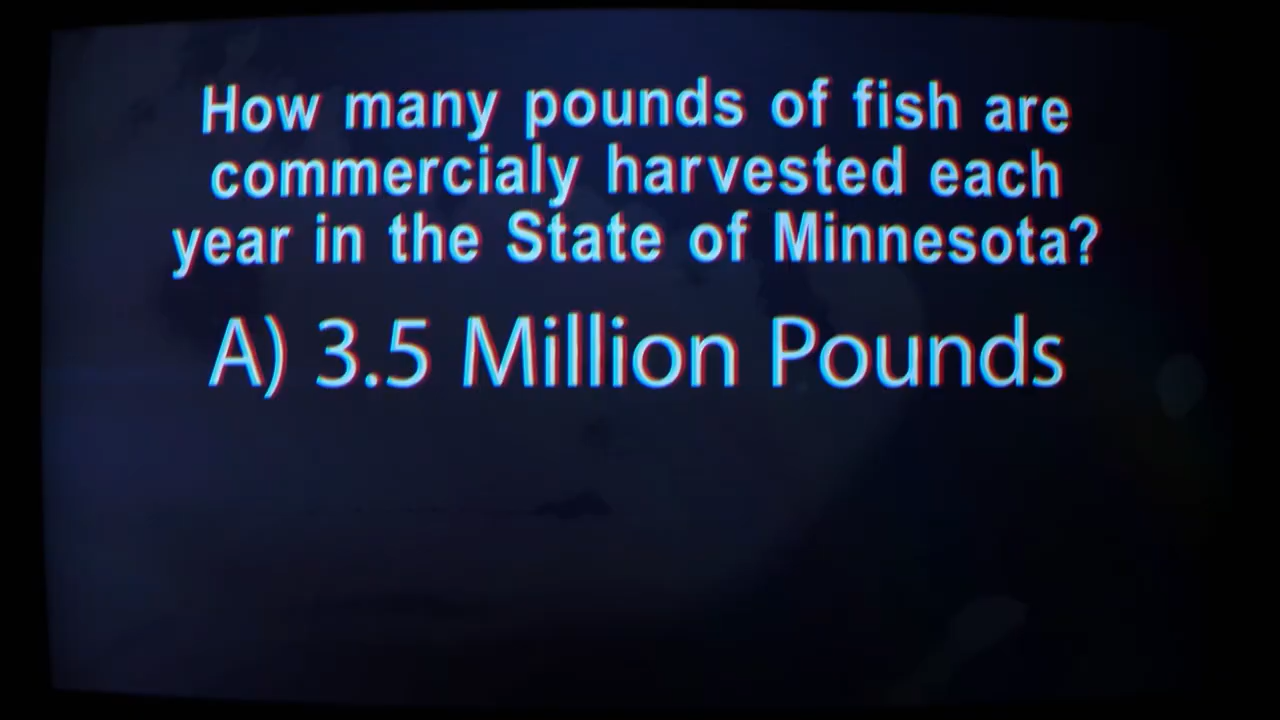 How many pounds of fish are
commercialy harvested each
year in the State of Minnesota?
A) 3.5 Million Pounds